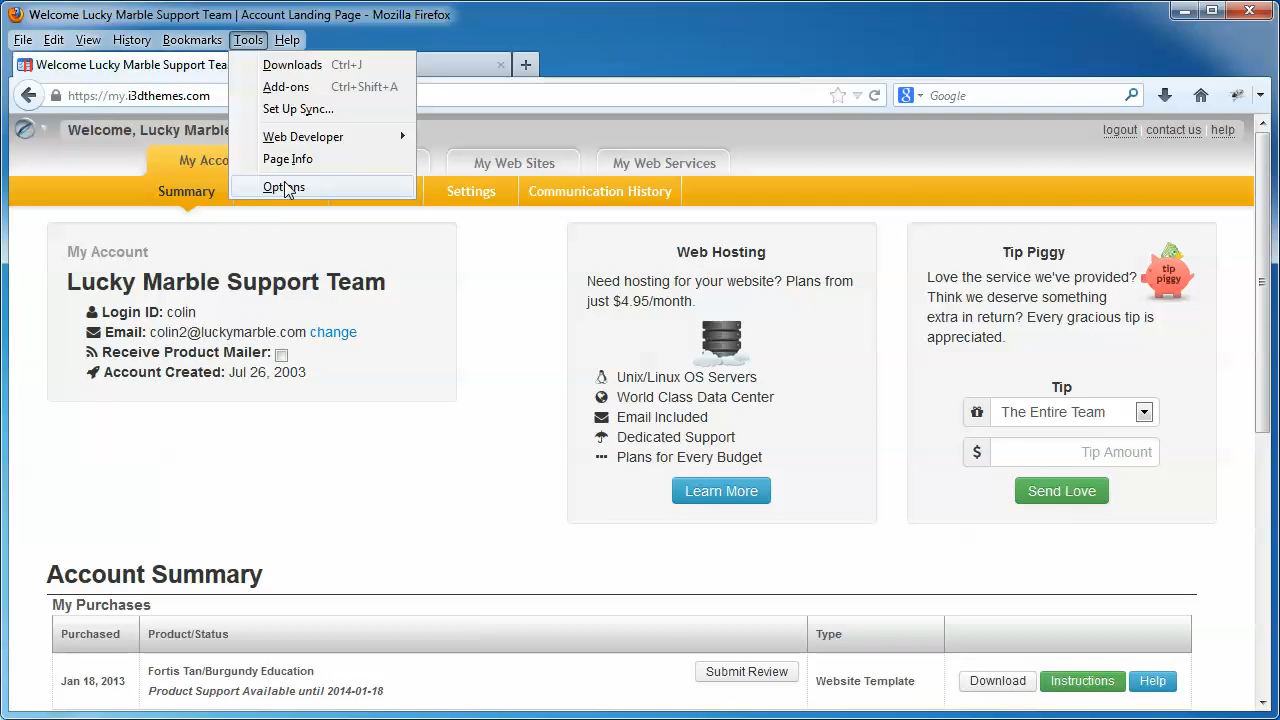 Welcome Lucky Marble Support Team | Account Landing Page - Mozilla Firefox
File Edit View History Bookmarks Tools Help
Welcome Lucky Marble Support Tea
https://my.i3dthemes.com
Google
Downloads Ctrl+J
Add-ons Ctrl+Shift+A
Set Up Sync...
Web Developer
Page Info
Options
Welcome, Lucky Marble
logout contact us help
My Acco
My Web Sites
My Web Services
Summary
Settings
Communication History
My Account
Lucky Marble Support Team
Login ID: colin
Email: colin2@luckymarble.com change
Receive Product Mailer:
Account Created: Jul 26, 2003
Web Hosting
Need hosting for your website? Plans from
just $4.95/month.
Unix/Linux OS Servers
World Class Data Center
Email Included
Dedicated Support
Plans for Every Budget
Learn More
Tip Piggy
Love the service we've provided?
Think we deserve something
extra in return? Every gracious tip is
appreciated.
tip
piggy
Tip
The Entire Team
$ Tip Amount
Send Love
Account Summary
My Purchases
Purchased Product/Status Type
Jan 18, 2013
Fortis Tan/Burgundy Education
Product Support Available until 2014-01-18
Submit Review
Website Template
Download Instructions Help